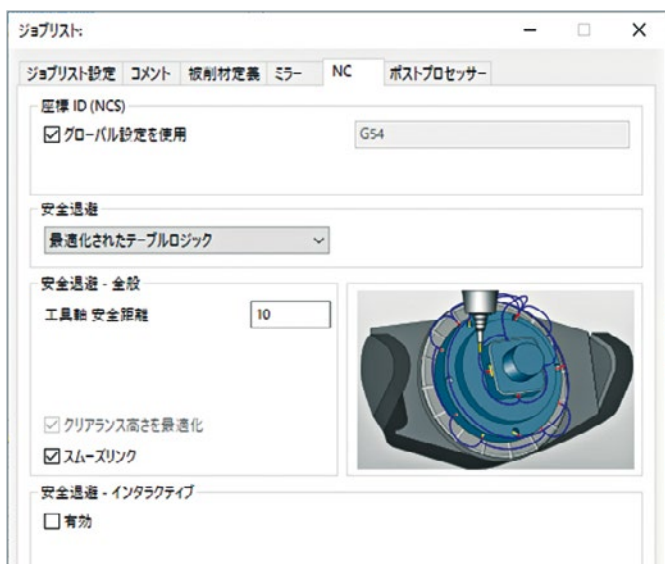 ジョブリスト:
ジョブリスト設定 コメント 被削材定義 ミラー NC ポストプロセッサー
座標 ID (NCS)
グローバル設定を使用 G54
安全退避
最適化されたテーブルロジック
安全退避 - 全般
工具軸 安全距離 10
クリアランス高さを最適化
スムーズリンク
安全退避 - インタラクティブ
有効